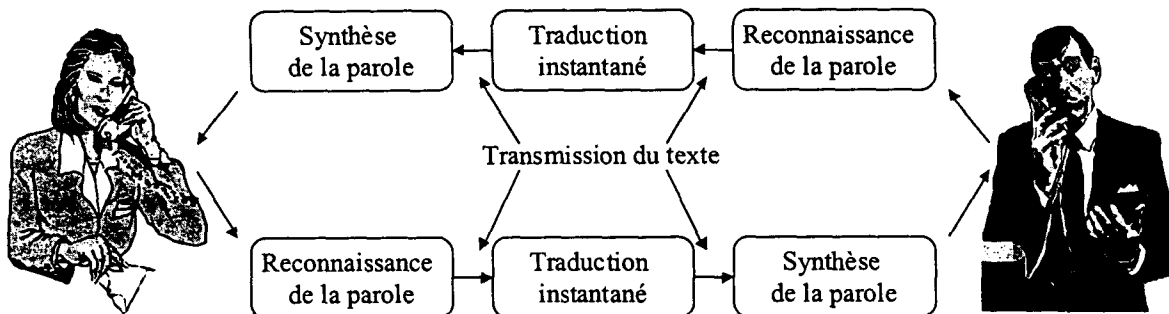 Synthèse
de la parole
Traduction
instantané
Reconnaissance
de la parole
Transmission du texte
Reconnaissance
de la parole
Traduction
instantané
Synthèse
de la parole